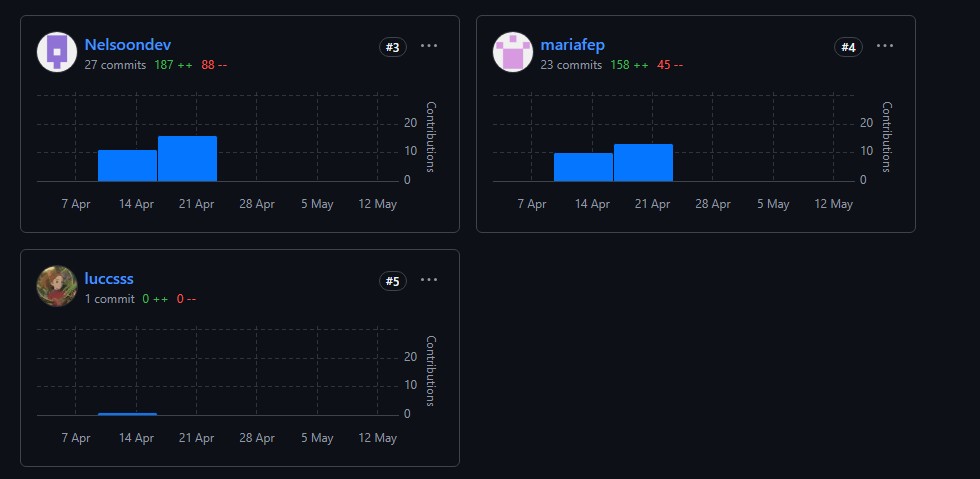 Nelsoondev #3 ...
27 commits 187 ++ 88 --
20
10
0
Contributions
7 Apr 14 Apr 21 Apr 28 Apr 5 May 12 May
mariafep #4 ...
23 commits 158 ++ 45 --
20
10
0
Contributions
7 Apr 14 Apr 21 Apr 28 Apr 5 May 12 May
luccsss #5 ...
1 commit 0 ++ 0 --
20
10
0
Contributions
7 Apr 14 Apr 21 Apr 28 Apr 5 May 12 May